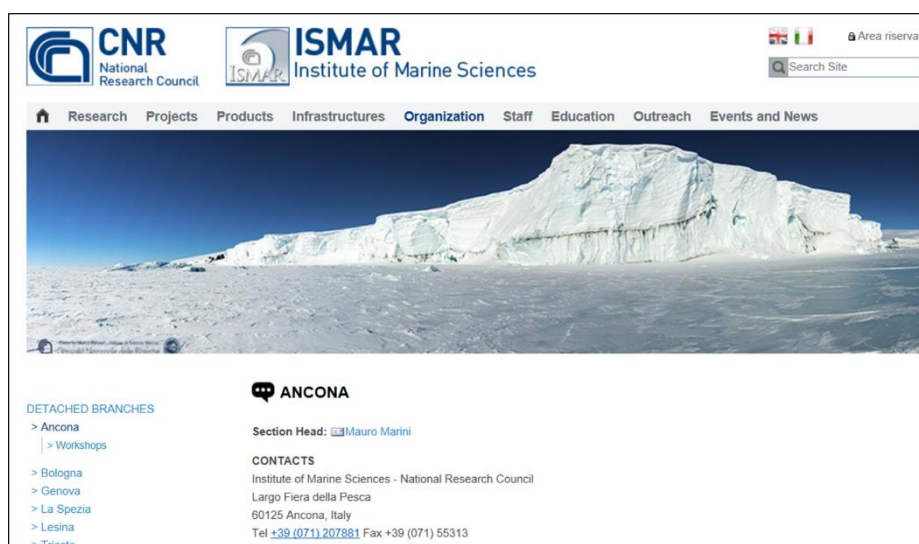 CNR
National
Research Council
ISMAR
ISMAR
Institute of Marine Sciences
Area riserva
Search Site
Research Projects Products Infrastructures Organization Staff Education Outreach Events and News
ANCONA
DETACHED BRANCHES
> Ancona
> Workshops
> Bologna
> Genova
> La Spezia
> Lesina
> Trieste
Section Head: Mauro Marini
CONTACTS
Institute of Marine Sciences - National Research Council
Largo Fiera della Pesca
60125 Ancona, Italy
Tel +39 (071) 207881 Fax +39 (071) 55313